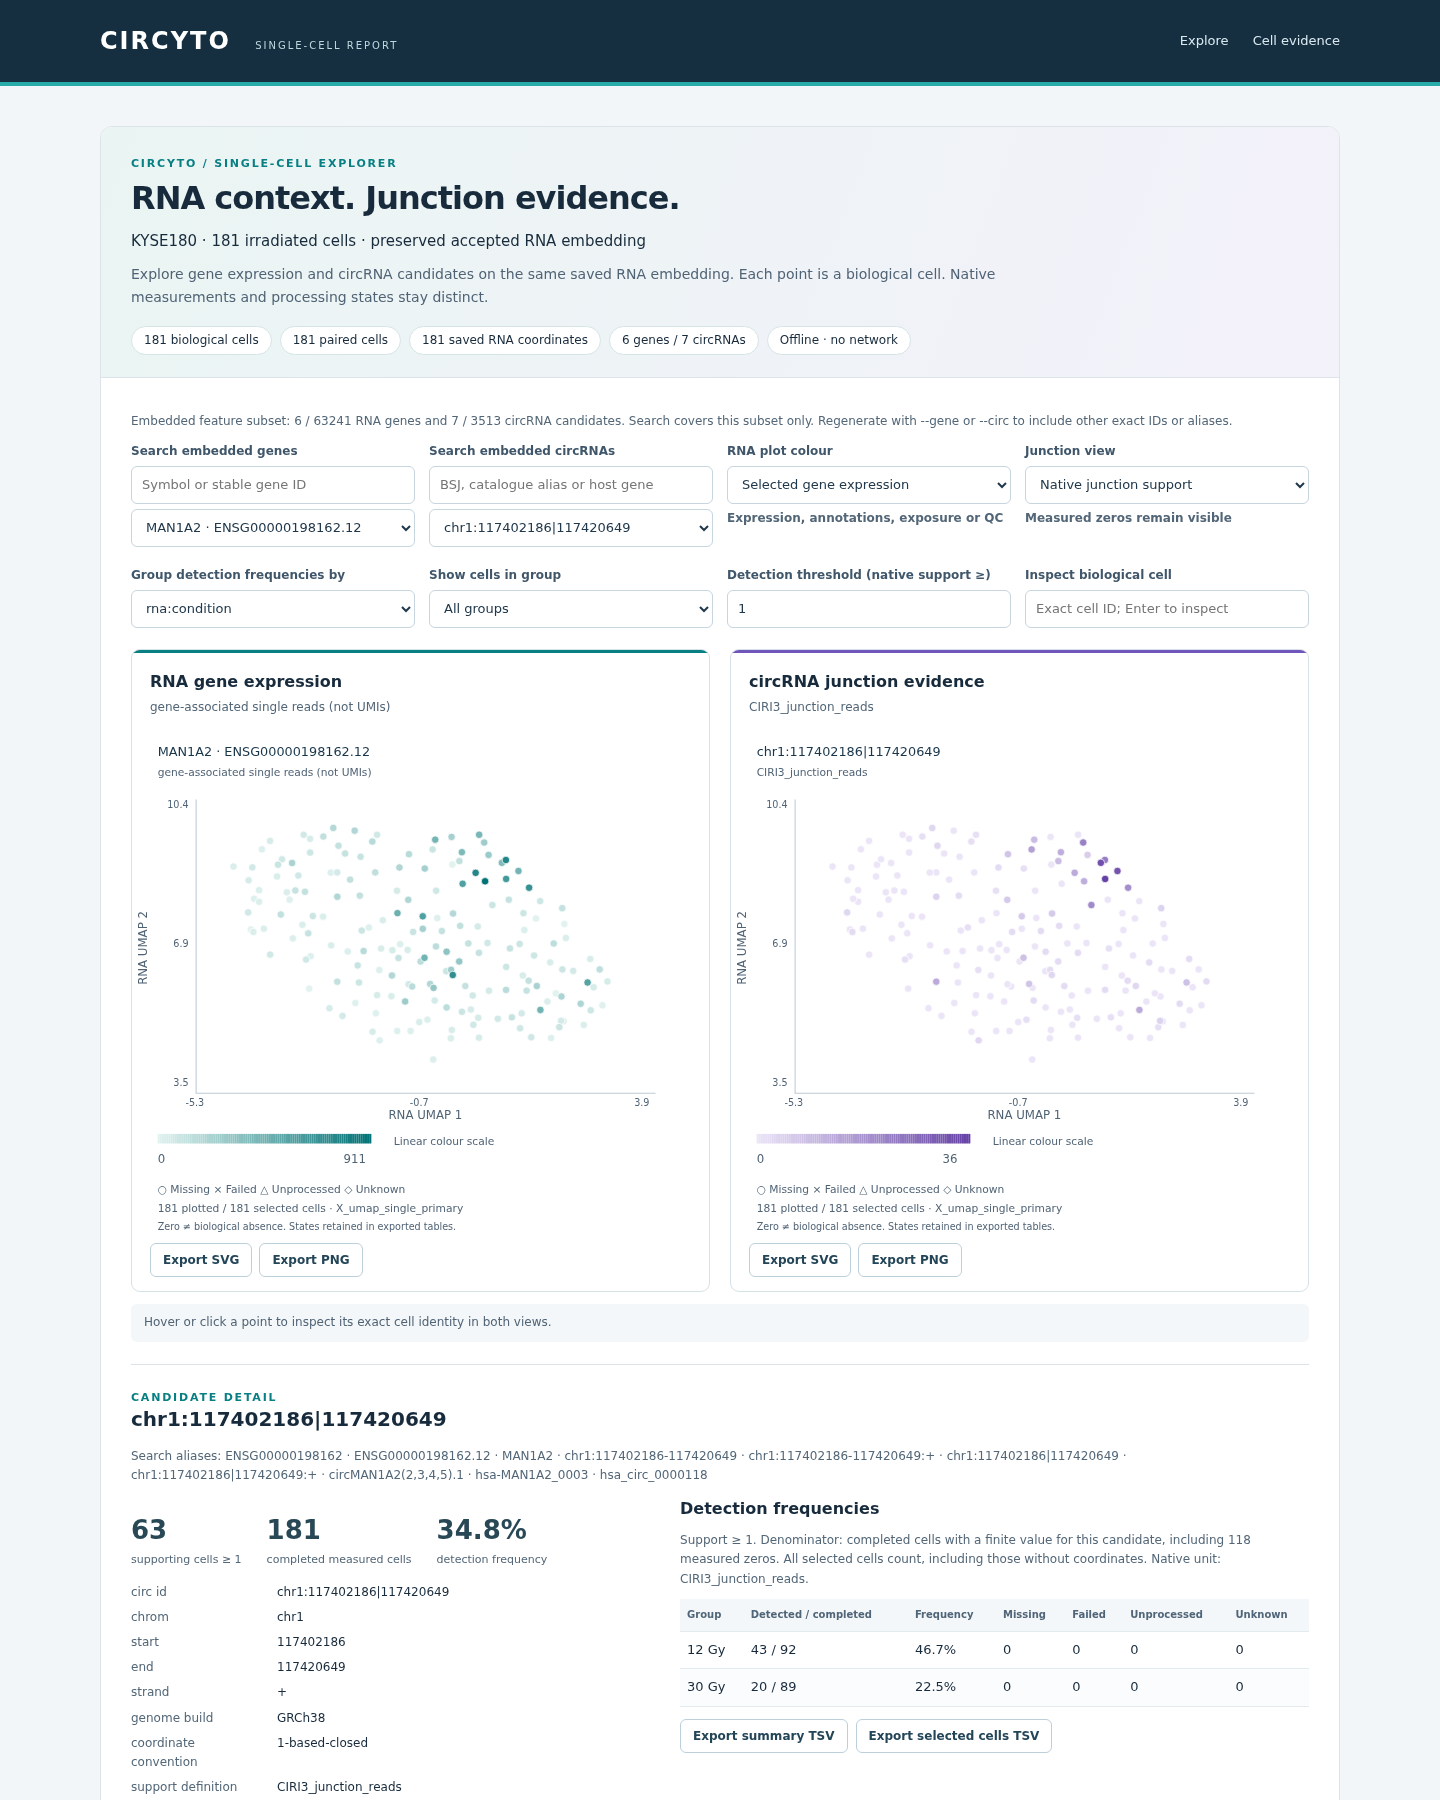 CIRCYTO SINGLE-CELL REPORT Explore Cell evidence
CIRCYTO / SINGLE-CELL EXPLORER
RNA context. Junction evidence.
KYSE180 · 181 irradiated cells · preserved accepted RNA embedding
Explore gene expression and circRNA candidates on the same saved RNA embedding. Each point is a biological cell. Native
measurements and processing states stay distinct.
181 biological cells 181 paired cells 181 saved RNA coordinates 6 genes / 7 circRNAs Offline · no network
Embedded feature subset: 6 / 63241 RNA genes and 7 / 3513 circRNA candidates. Search covers this subset only. Regenerate with --gene or --circ to include other exact IDs or aliases.
Search embedded genes Search embedded circRNAs RNA plot colour Junction view
Symbol or stable gene ID BSJ, catalogue alias or host gene Selected gene expression Native junction support
MAN1A2 · ENSG00000198162.12 chr1:117402186|117420649 Expression, annotations, exposure or QC Measured zeros remain visible
Group detection frequencies by Show cells in group Detection threshold (native support ≥) Inspect biological cell
rna:condition All groups 1 Exact cell ID; Enter to inspect
RNA gene expression
gene-associated single reads (not UMIs)
MAN1A2 · ENSG00000198162.12
gene-associated single reads (not UMIs)
10.4
6.9
3.5
RNA UMAP 2
-5.3 -0.7 3.9
RNA UMAP 1
Linear colour scale
0 911
○ Missing × Failed △ Unprocessed ◇ Unknown
181 plotted / 181 selected cells · X_umap_single_primary
Zero ≠ biological absence. States retained in exported tables.
Export SVG Export PNG
circRNA junction evidence
CIRI3_junction_reads
chr1:117402186|117420649
CIRI3_junction_reads
10.4
6.9
3.5
RNA UMAP 2
-5.3 -0.7 3.9
RNA UMAP 1
Linear colour scale
0 36
○ Missing × Failed △ Unprocessed ◇ Unknown
181 plotted / 181 selected cells · X_umap_single_primary
Zero ≠ biological absence. States retained in exported tables.
Export SVG Export PNG
Hover or click a point to inspect its exact cell identity in both views.
CANDIDATE DETAIL
chr1:117402186|117420649
Search aliases: ENSG00000198162 · ENSG00000198162.12 · MAN1A2 · chr1:117402186-117420649 · chr1:117402186-117420649:+ · chr1:117402186|117420649 ·
chr1:117402186|117420649:+ · circMAN1A2(2,3,4,5).1 · hsa-MAN1A2_0003 · hsa_circ_0000118
63 181 34.8%
supporting cells ≥ 1 completed measured cells detection frequency
circ id chr1:117402186|117420649
chrom chr1
start 117402186
end 117420649
strand +
genome build GRCh38
coordinate 1-based-closed
convention
support definition CIRI3_junction_reads
Detection frequencies
Support ≥ 1. Denominator: completed cells with a finite value for this candidate, including 118
measured zeros. All selected cells count, including those without coordinates. Native unit:
CIRI3_junction_reads.
Group Detected / completed Frequency Missing Failed Unprocessed Unknown
12 Gy 43 / 92 46.7% 0 0 0 0
30 Gy 20 / 89 22.5% 0 0 0 0
Export summary TSV Export selected cells TSV